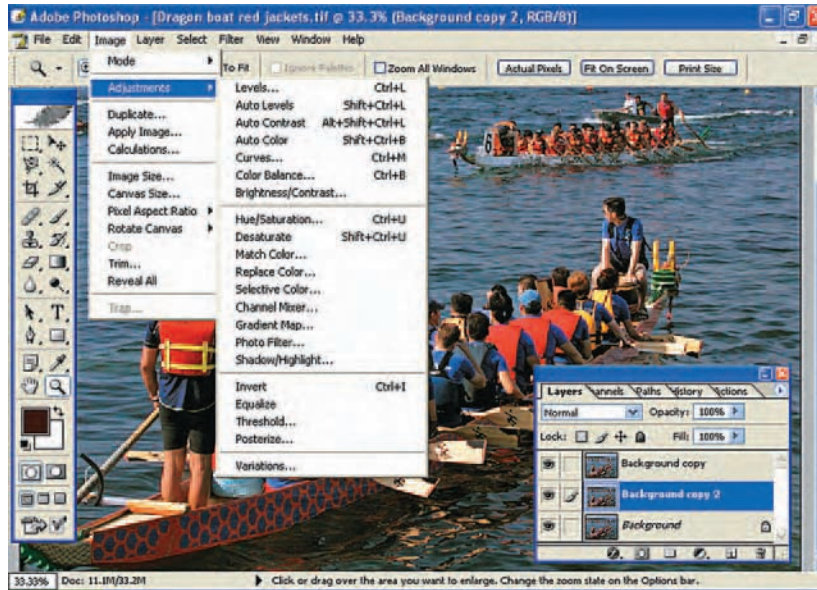 Adobe Photoshop - [Dragon boat red jackets.tif @ 33.3% (Background copy 2, RGB/8)]
File Edit Image Layer Select Filter View Window Help
To Fit Ignore Palettes Zoom All Windows Actual Pixels Fit On Screen Print Size
Mode
Adjustments
Duplicate...
Apply Image...
Calculations...
Image Size...
Canvas Size...
Pixel Aspect Ratio
Rotate Canvas
Crop
Trim...
Reveal All
Trap...
Levels... Ctrl+L
Auto Levels Shift+Ctrl+L
Auto Contrast Alt+Shift+Ctrl+L
Auto Color Shift+Ctrl+B
Curves... Ctrl+M
Color Balance... Ctrl+B
Brightness/Contrast...
Hue/Saturation... Ctrl+U
Desaturate Shift+Ctrl+U
Match Color...
Replace Color...
Selective Color...
Channel Mixer...
Gradient Map...
Photo Filter...
Shadow/Highlight...
Invert Ctrl+I
Equalize
Threshold...
Posterize...
Variations...
6
Layers hannels Paths History Actions
Normal Opacity: 100%
Lock: Fill: 100%
Background copy
Background copy 2
Background
33.33% Doc: 11.1M/33.2M Click or drag over the area you want to enlarge. Change the zoom state on the Options bar.